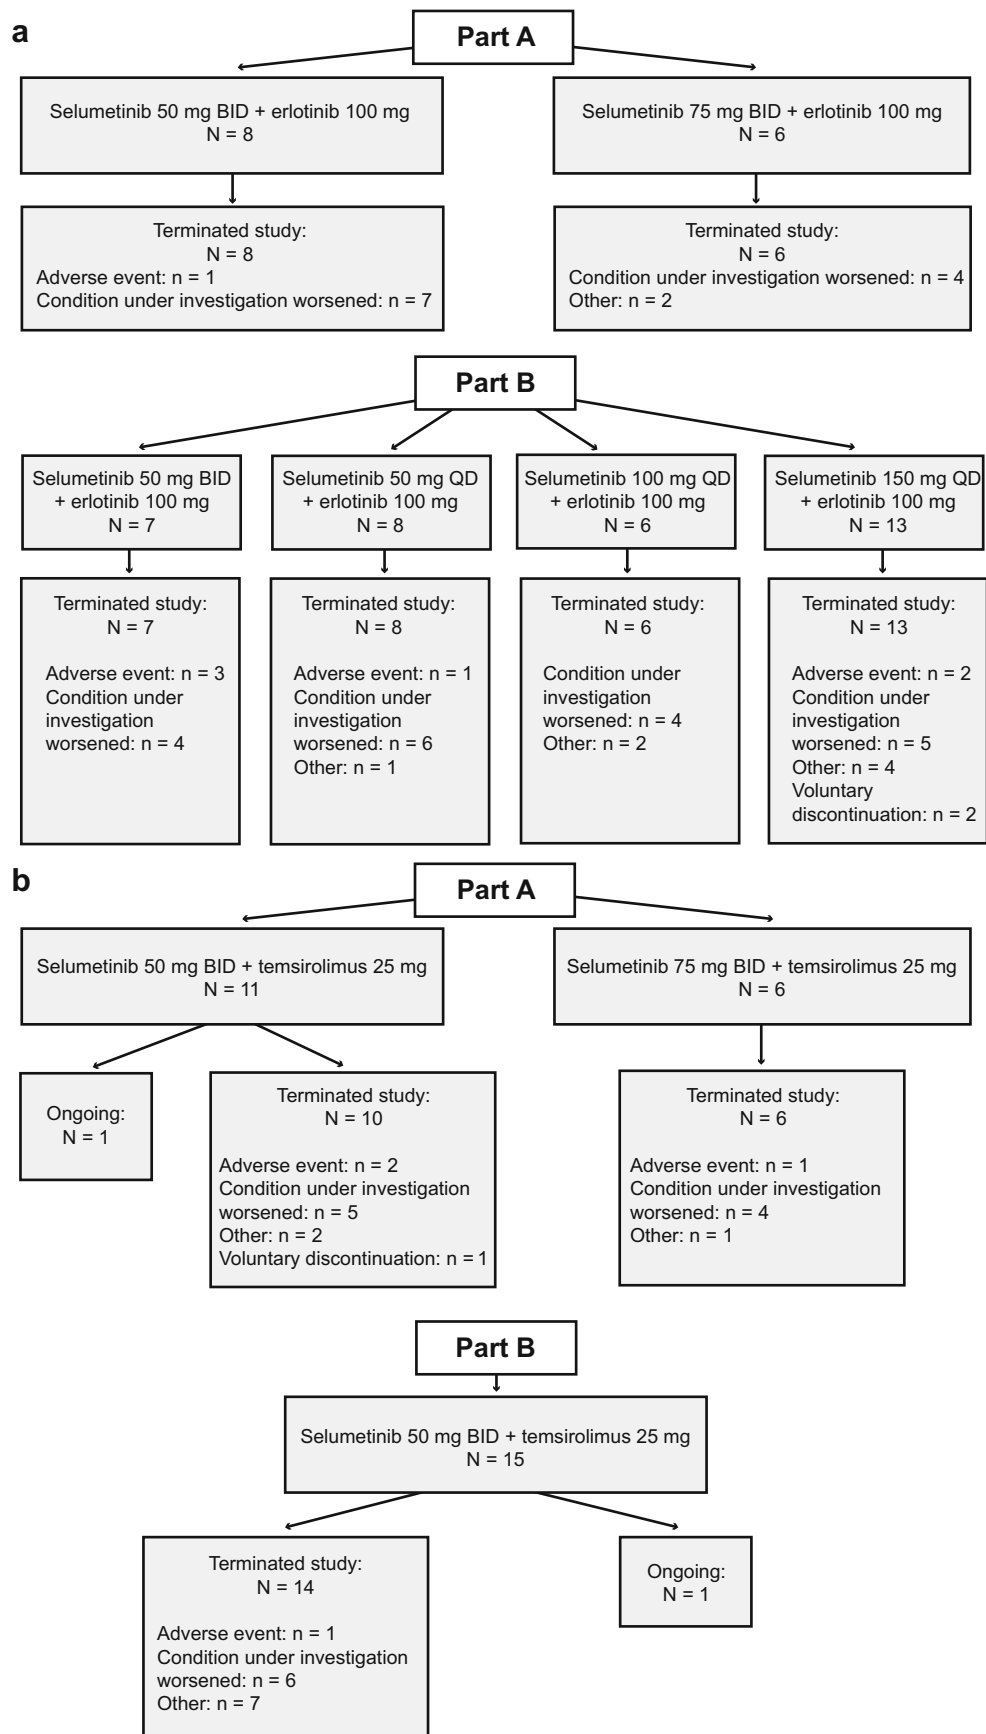 a
Part A
Selumetinib 50 mg BID + erlotinib 100 mg
N = 8
Selumetinib 75 mg BID + erlotinib 100 mg
N = 6
Terminated study:
N = 8
Adverse event: n = 1
Condition under investigation worsened: n = 7
Terminated study:
N = 6
Condition under investigation worsened: n = 4
Other: n = 2
Part B
Selumetinib 50 mg BID
+ erlotinib 100 mg
N = 7
Selumetinib 50 mg QD
+ erlotinib 100 mg
N = 8
Selumetinib 100 mg QD
+ erlotinib 100 mg
N = 6
Selumetinib 150 mg QD
+ erlotinib 100 mg
N = 13
Terminated study:
N = 7
Adverse event: n = 3
Condition under
investigation
worsened: n = 4
Terminated study:
N = 8
Adverse event: n = 1
Condition under
investigation
worsened: n = 6
Other: n = 1
Terminated study:
N = 6
Condition under
investigation
worsened: n = 4
Other: n = 2
Terminated study:
N = 13
Adverse event: n = 2
Condition under
investigation
worsened: n = 5
Other: n = 4
Voluntary
discontinuation: n = 2
b
Part A
Selumetinib 50 mg BID + temsirolimus 25 mg
N = 11
Selumetinib 75 mg BID + temsirolimus 25 mg
N = 6
Ongoing:
N = 1
Terminated study:
N = 10
Adverse event: n = 2
Condition under investigation
worsened: n = 5
Other: n = 2
Voluntary discontinuation: n = 1
Terminated study:
N = 6
Adverse event: n = 1
Condition under investigation
worsened: n = 4
Other: n = 1
Part B
Selumetinib 50 mg BID + temsirolimus 25 mg
N = 15
Terminated study:
N = 14
Adverse event: n = 1
Condition under investigation
worsened: n = 6
Other: n = 7
Ongoing:
N = 1